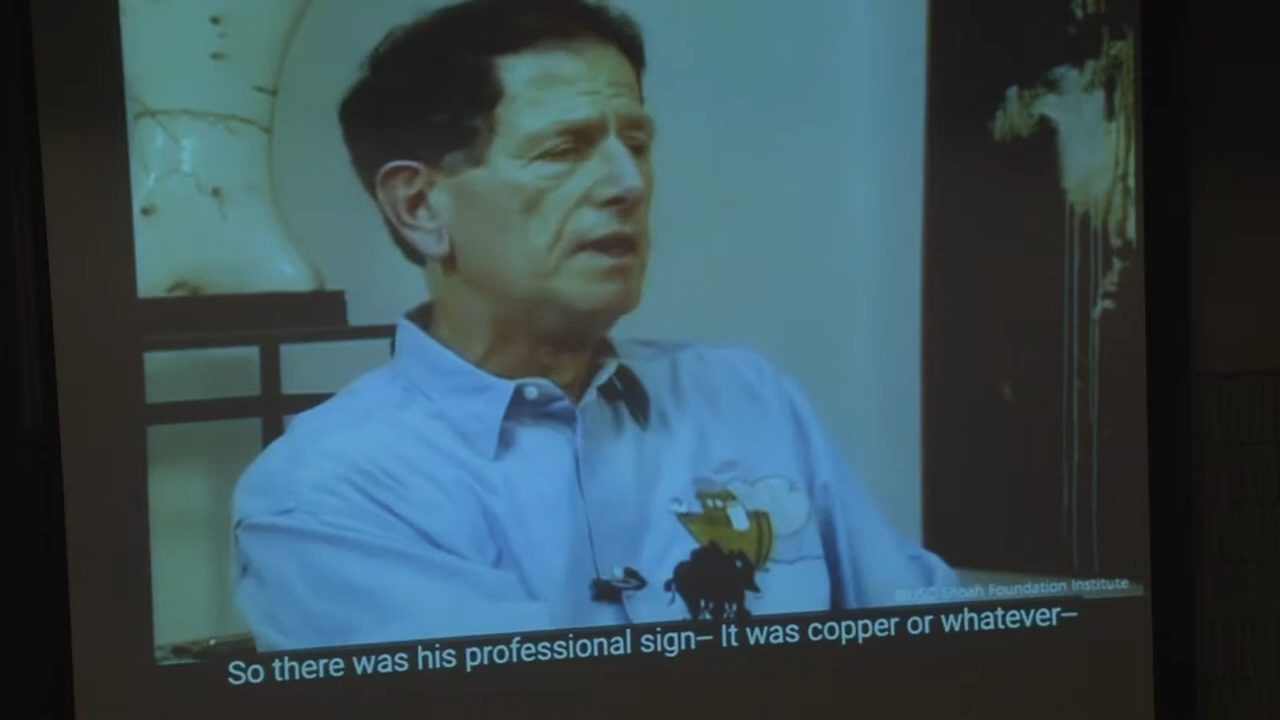 ©USC Shoah Foundation Institute
So there was his professional sign– It was copper or whatever–